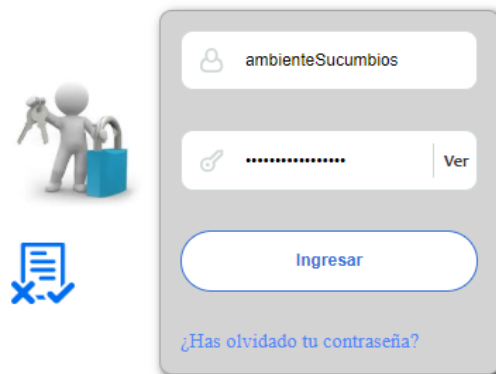 ambienteSucumbios
•••••••••••••••••
Ver
Ingresar
¿Has olvidado tu contraseña?